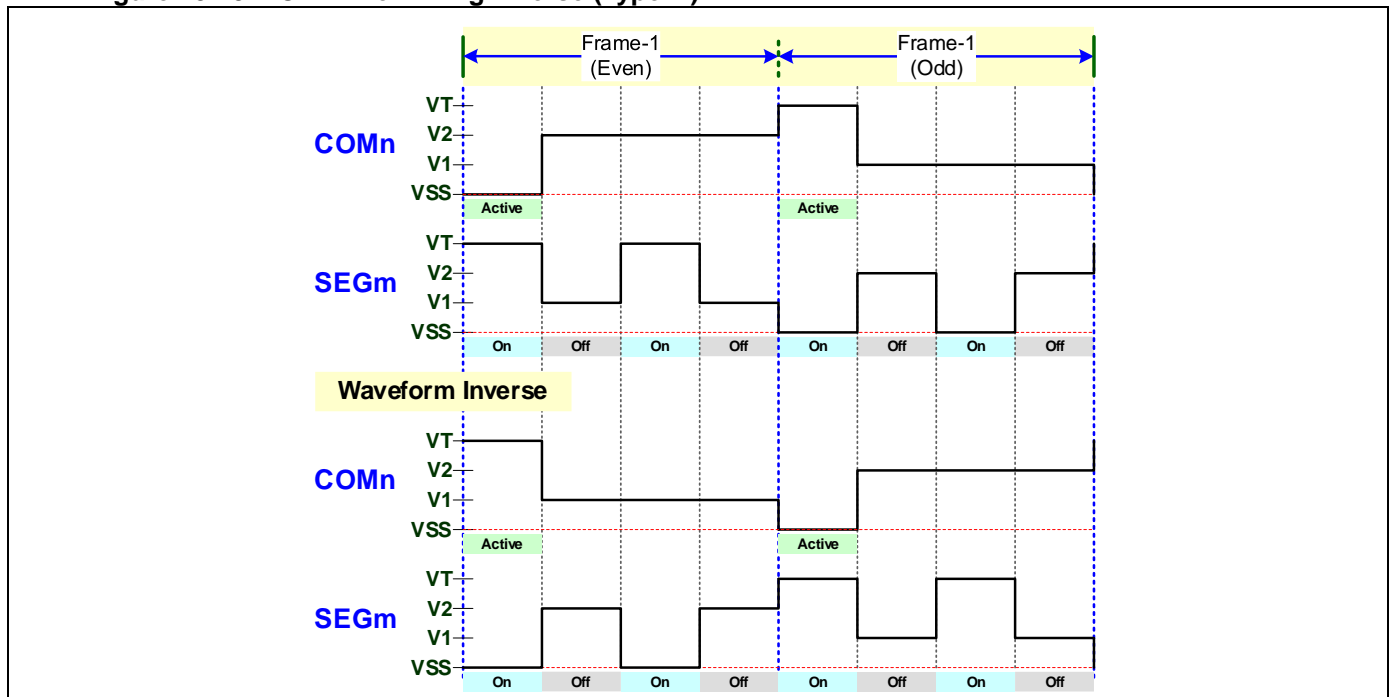 Frame-1 Frame-1
(Even) (Odd)
VT
V2
COMn
V1
VSS
Active Active
VT
V2
SEGm
V1
VSS
On Off On Off On Off On Off
Waveform Inverse
VT
V2
COMn
V1
VSS
Active Active
VT
V2
SEGm
V1
VSS
On Off On Off On Off On Off